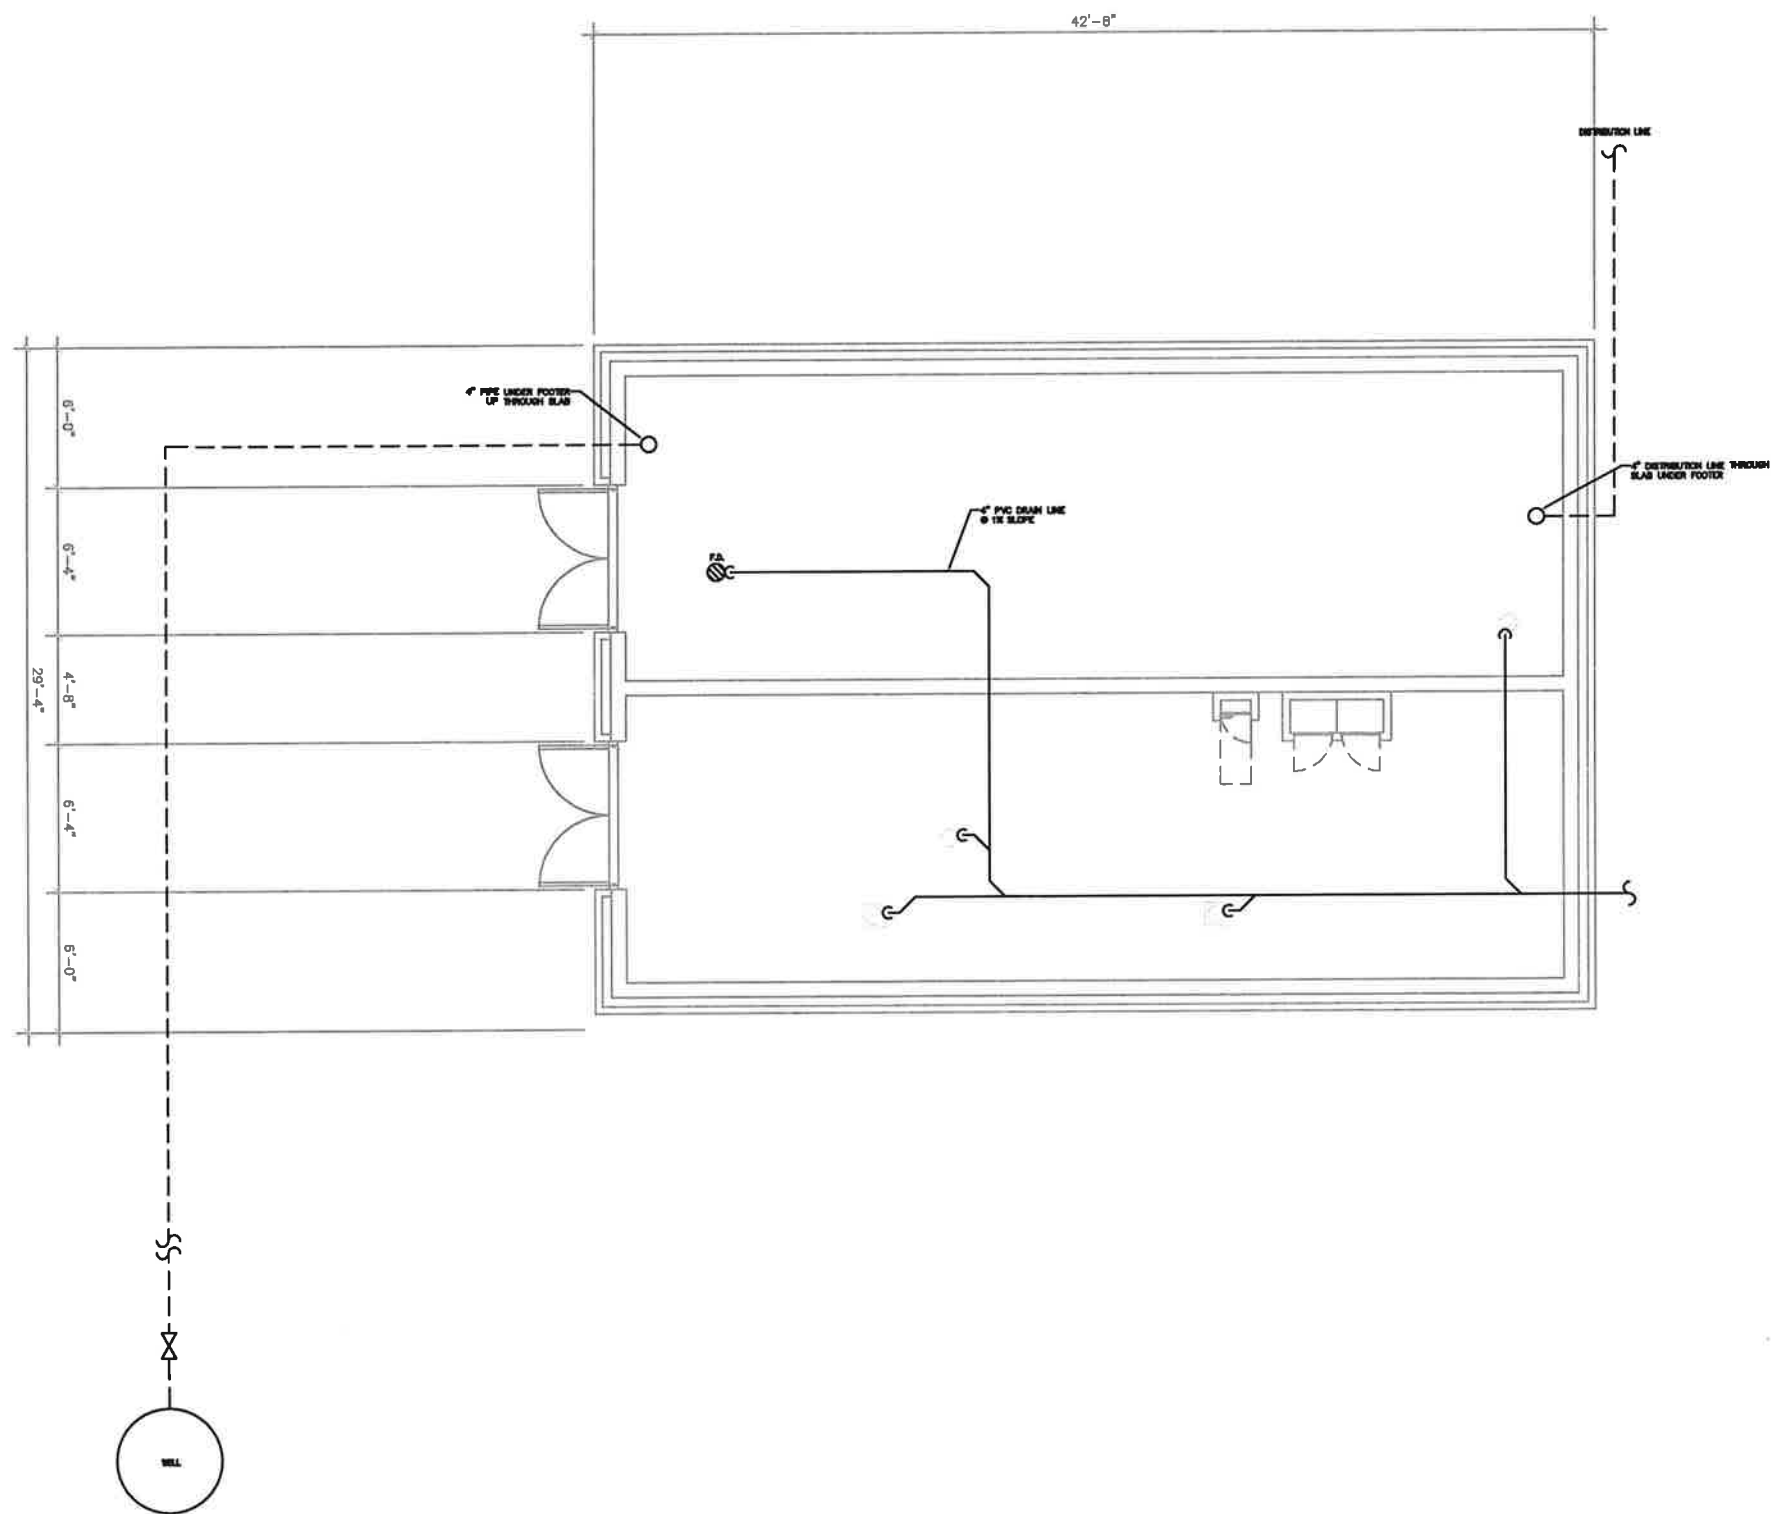 42'-8"
DISTRIBUTION LINE
4" PIPE UNDER FOOTER
UP THROUGH SLAB
6'-0"
4" DISTRIBUTION LINE THROUGH
SLAB UNDER FOOTER
4" PVC DRAIN LINE
@ 1% SLOPE
6'-4"
F.D.
29'-4"
4'-8"
6'-4"
6'-0"
WELL